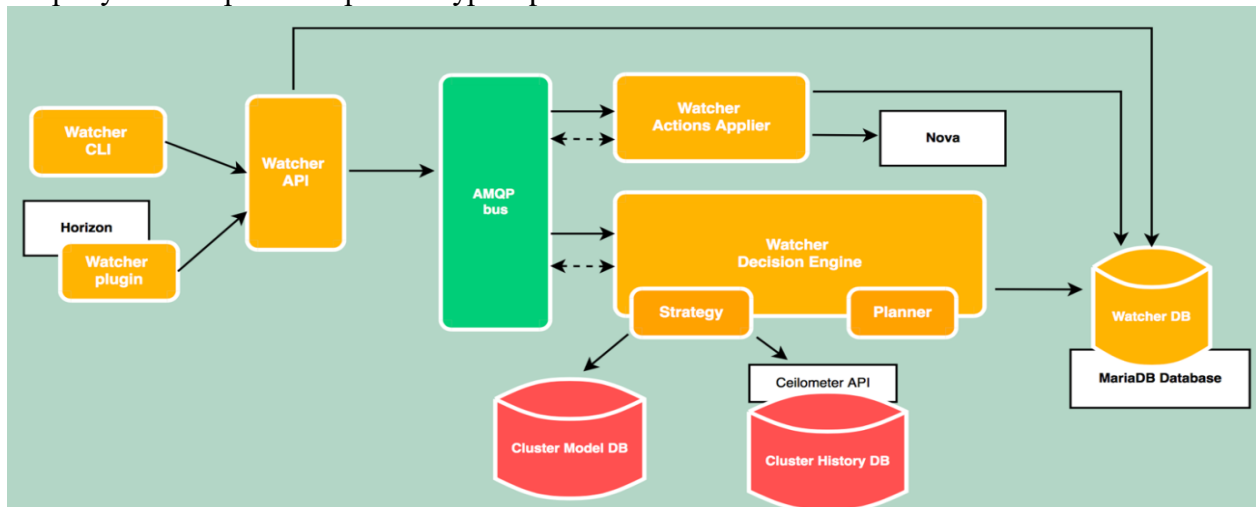 Watcher
CLI
Horizon
Watcher
plugin
Watcher
API
AMQP
bus
Watcher
Actions Applier
Nova
Watcher
Decision Engine
Strategy
Planner
Watcher DB
MariaDB Database
Ceilometer API
Cluster Model DB
Cluster History DB